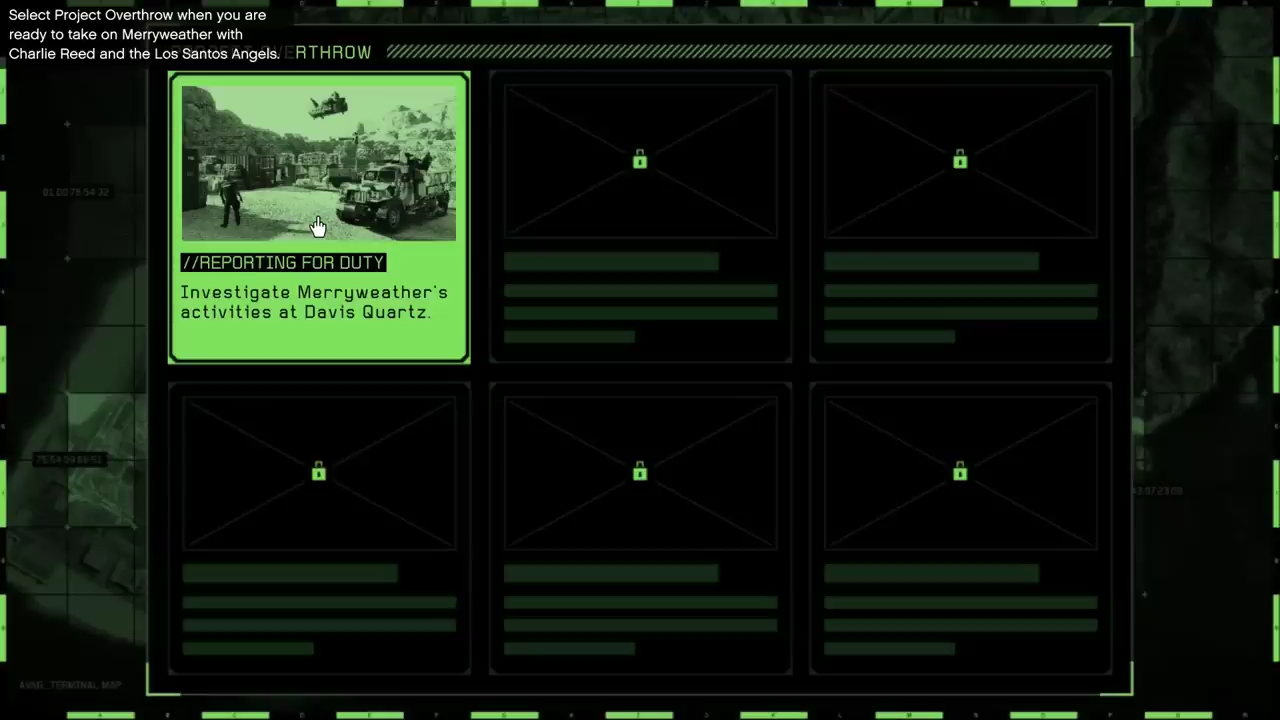 Select Project Overthrow when you are
ready to take on Merryweather with
Charlie Reed and the Los Santos Angels.
ERTHROW
//REPORTING FOR DUTY
Investigate Merryweather's
activities at Davis Quartz.